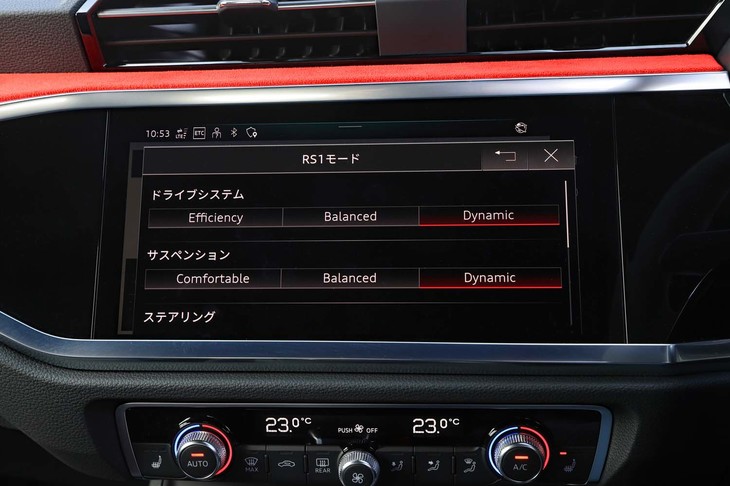 10:53 LTE ETC
RS1モード
ドライブシステム
Efficiency Balanced Dynamic
サスペンション
Comfortable Balanced Dynamic
ステアリング
23.0°C PUSH OFF 23.0°C
AUTO MAX REAR A/C